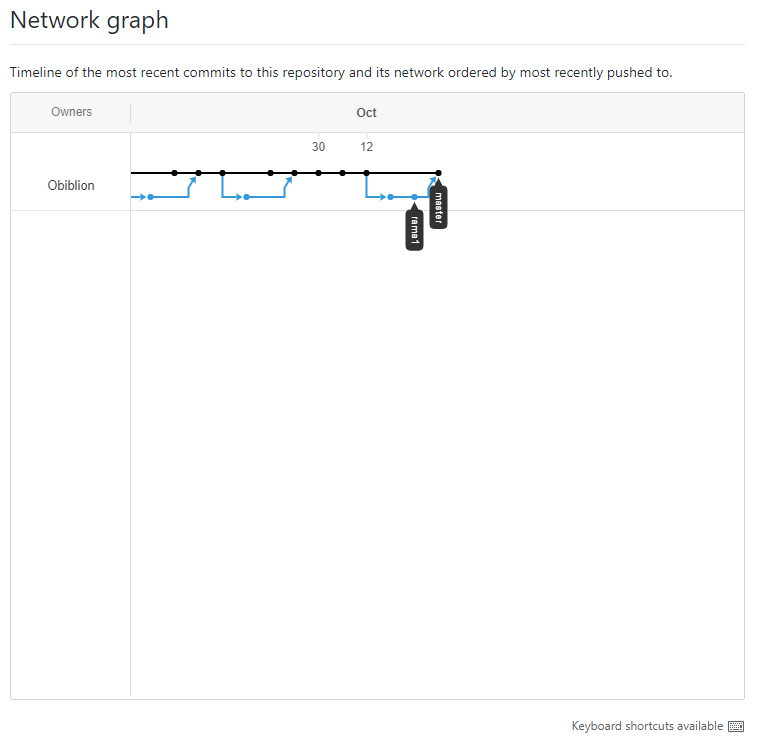 Network graph
Timeline of the most recent commits to this repository and its network ordered by most recently pushed to.
Owners
Oct
30 12
Obiblion
master
rama1
Keyboard shortcuts available